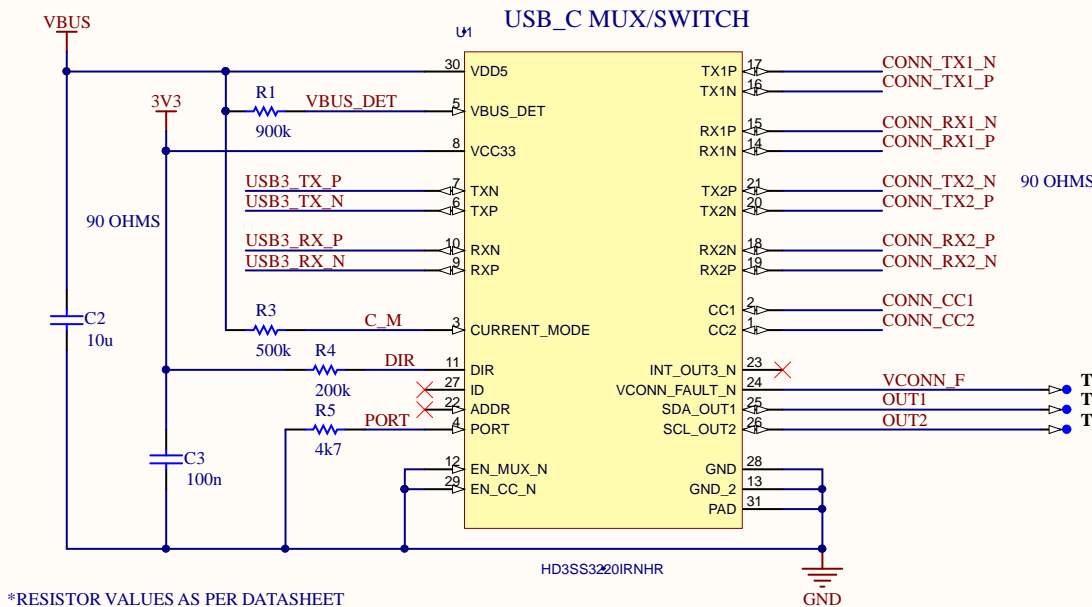 USB_C MUX/SWITCH
VBUS
U1
30 VDD5
TX1P 17 CONN_TX1_N
TX1N 16 CONN_TX1_P
R1
900k
VBUS_DET
5 VBUS_DET
3V3
8 VCC33
RX1P 15 CONN_RX1_N
RX1N 14 CONN_RX1_P
USB3_TX_P 7 TXN
USB3_TX_N 6 TXP
TX2P 21 CONN_TX2_N
TX2N 20 CONN_TX2_P
90 OHMS
90 OHMS
USB3_RX_P 10 RXN
USB3_RX_N 9 RXP
RX2N 18 CONN_RX2_P
RX2P 19 CONN_RX2_N
C2
10u
R3
500k
C_M
3 CURRENT_MODE
CC1 2 CONN_CC1
CC2 1 CONN_CC2
R4
200k
DIR
11 DIR
27 ID
22 ADDR
R5
4k7
PORT
4 PORT
INT_OUT3_N 23
VCONN_FAULT_N 24 VCONN_F T
SDA_OUT1 25 OUT1 T
SCL_OUT2 26 OUT2 T
C3
100n
12 EN_MUX_N
29 EN_CC_N
GND 28
GND_2 13
PAD 31
HD3SS3220IRNHR
GND
*RESISTOR VALUES AS PER DATASHEET